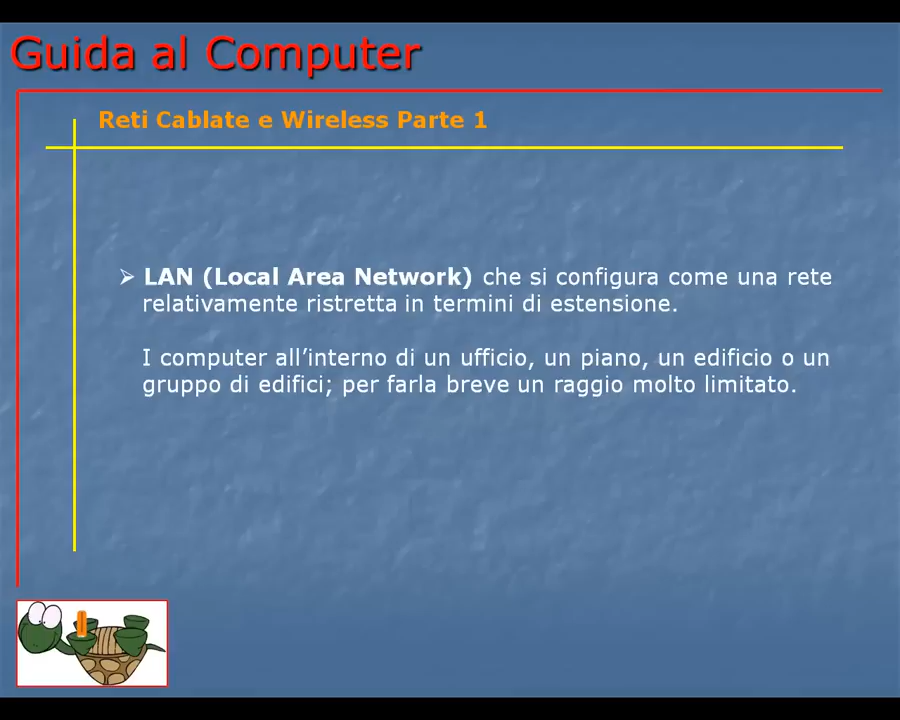 Guida al Computer
Reti Cablate e Wireless Parte 1
➢ LAN (Local Area Network) che si configura come una rete
relativamente ristretta in termini di estensione.
I computer all’interno di un ufficio, un piano, un edificio o un
gruppo di edifici; per farla breve un raggio molto limitato.